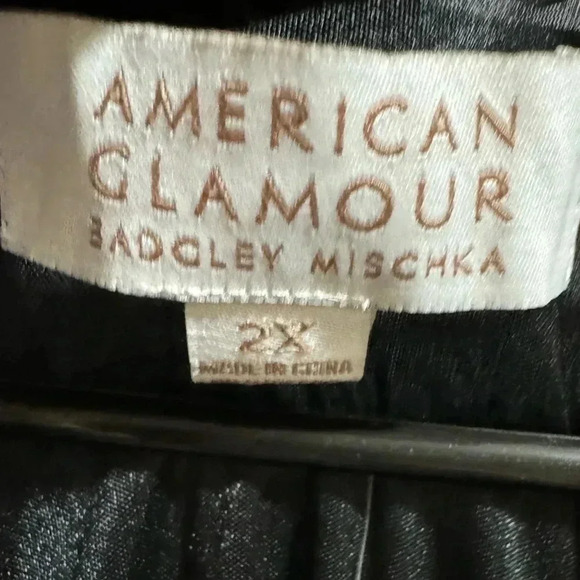 AMERICAN
GLAMOUR
BADGLEY MISCHKA
2X
MADE IN CHINA